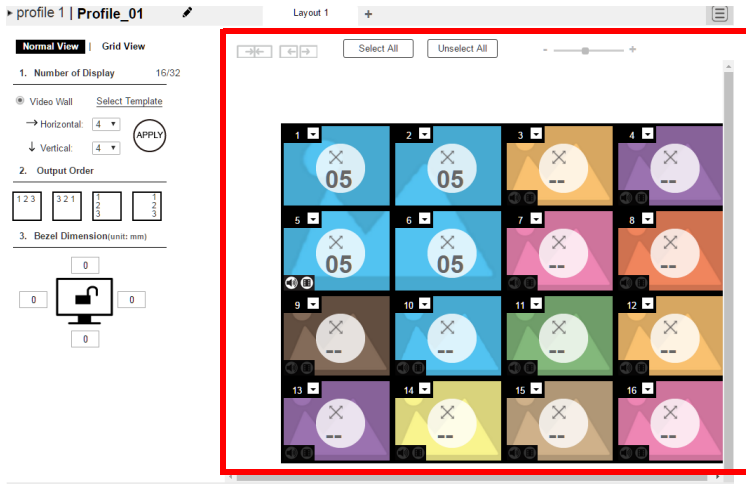 profile 1 | Profile_01
Layout 1 +
Normal View | Grid View
Select All Unselect All - +
1. Number of Display 16/32
Video Wall Select Template
Horizontal: 4
APPLY
Vertical: 4
2. Output Order
1 2 3
3 2 1
1
2
3
1
2
3
3. Bezel Dimension(unit: mm)
0
0 0
0
1 2 3 4
05 05 -- --
5 6 7 8
05 05 -- --
9 10 11 12
-- -- -- --
13 14 15 16
-- -- -- --